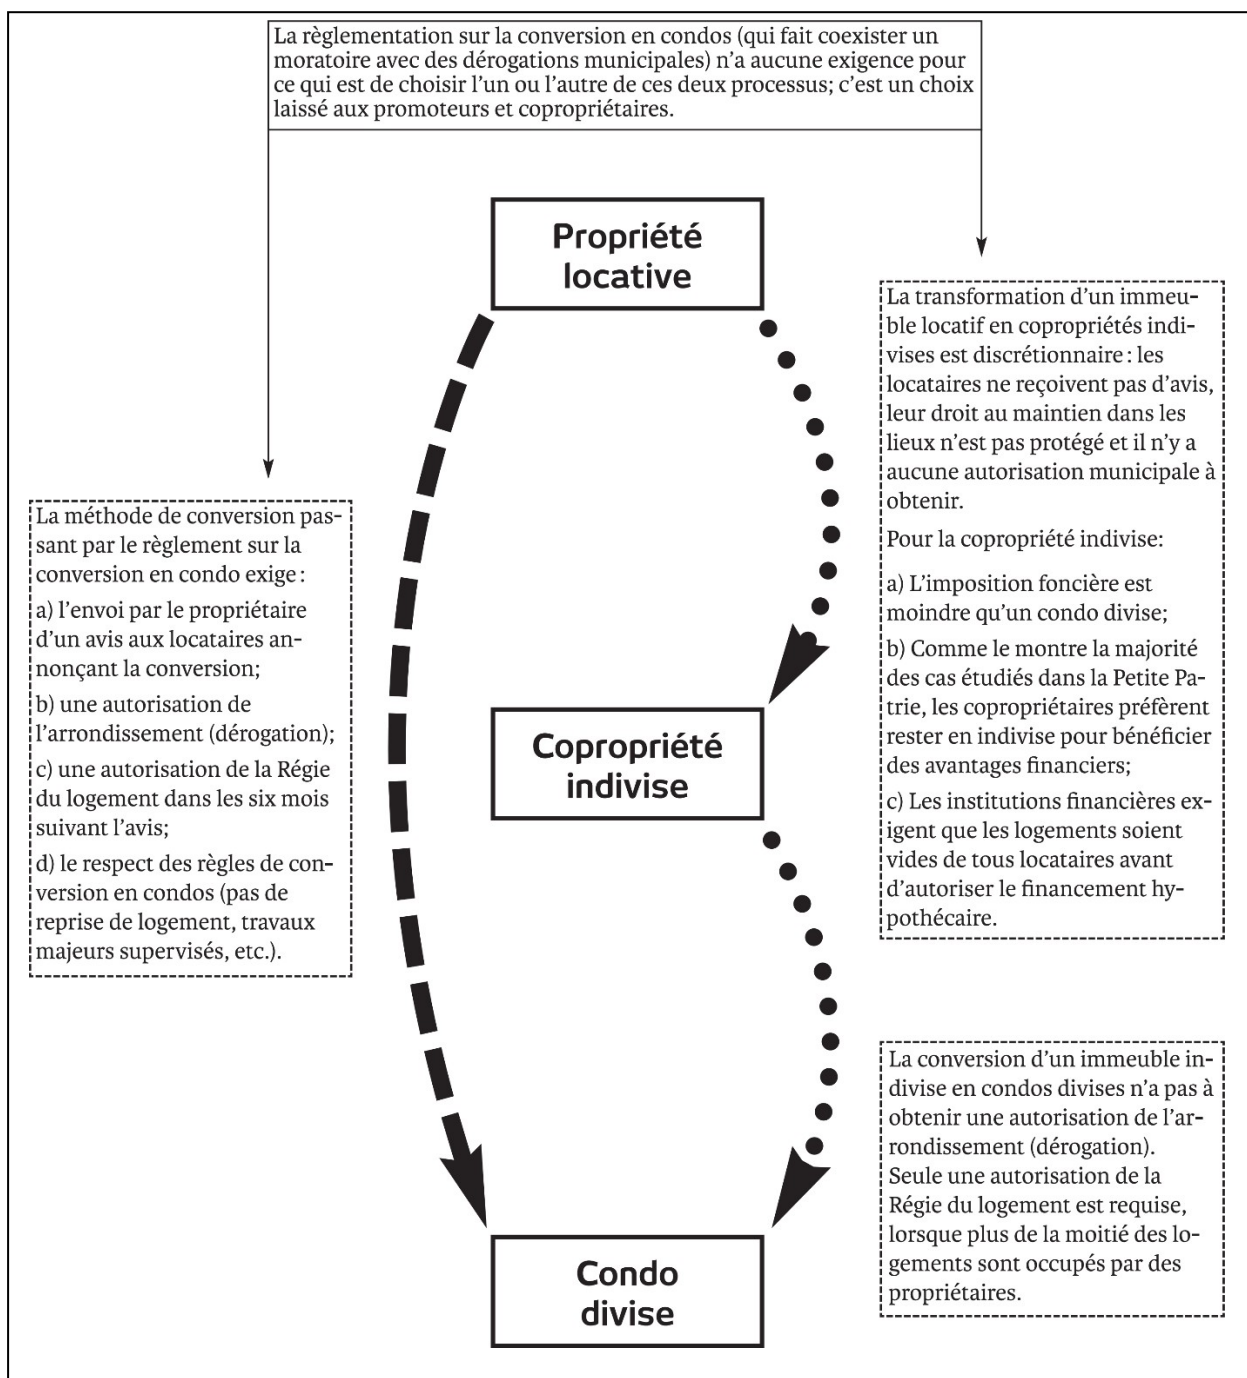 La règlementation sur la conversion en condos (qui fait coexister un
moratoire avec des dérogations municipales) n'a aucune exigence pour
ce qui est de choisir l'un ou l'autre de ces deux processus; c'est un choix
laissé aux promoteurs et copropriétaires.
Propriété
locative
La transformation d'un immeu-
ble locatif en copropriétés indi-
vises est discrétionnaire : les
locataires ne reçoivent pas d'avis,
leur droit au maintien dans les
lieux n'est pas protégé et il n'y a
aucune autorisation municipale à
obtenir.
Pour la copropriété indivise:
a) L'imposition foncière est
moindre qu'un condo divise;
b) Comme le montre la majorité
des cas étudiés dans la Petite Pa-
trie, les copropriétaires préfèrent
rester en indivise pour bénéficier
des avantages financiers;
c) Les institutions financières ex-
igent que les logements soient
vides de tous locataires avant
d'autoriser le financement hy-
pothécaire.
La méthode de conversion pas-
sant par le règlement sur la
conversion en condo exige :
a) l'envoi par le propriétaire
d'un avis aux locataires an-
nonçant la conversion;
b) une autorisation de
l'arrondissement (dérogation);
c) une autorisation de la Régie
du logement dans les six mois
suivant l'avis;
d) le respect des règles de con-
version en condos (pas de
reprise de logement, travaux
majeurs supervisés, etc.).
Copropriété
indivise
La conversion d'un immeuble in-
divise en condos divises n'a pas à
obtenir une autorisation de l'ar-
rondissement (dérogation).
Seule une autorisation de la
Régie du logement est requise,
lorsque plus de la moitié des lo-
gements sont occupés par des
propriétaires.
Condo
divise